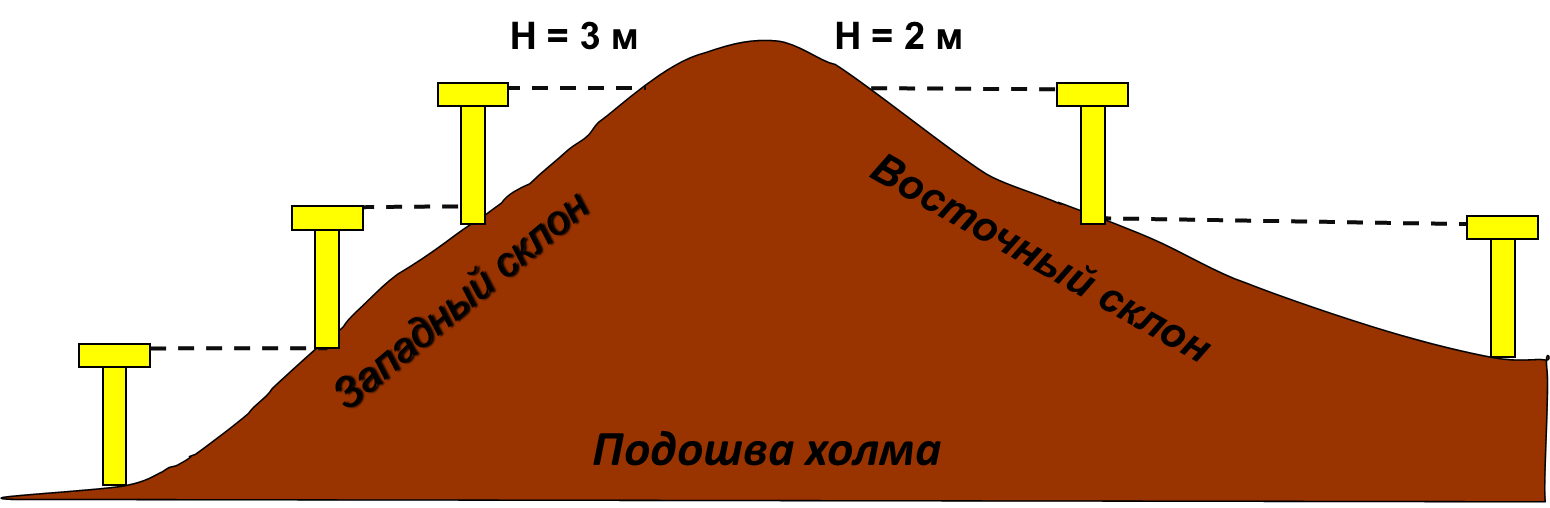 Н = 3 м
Н = 2 м
Западный склон
Восточный склон
Подошва холма